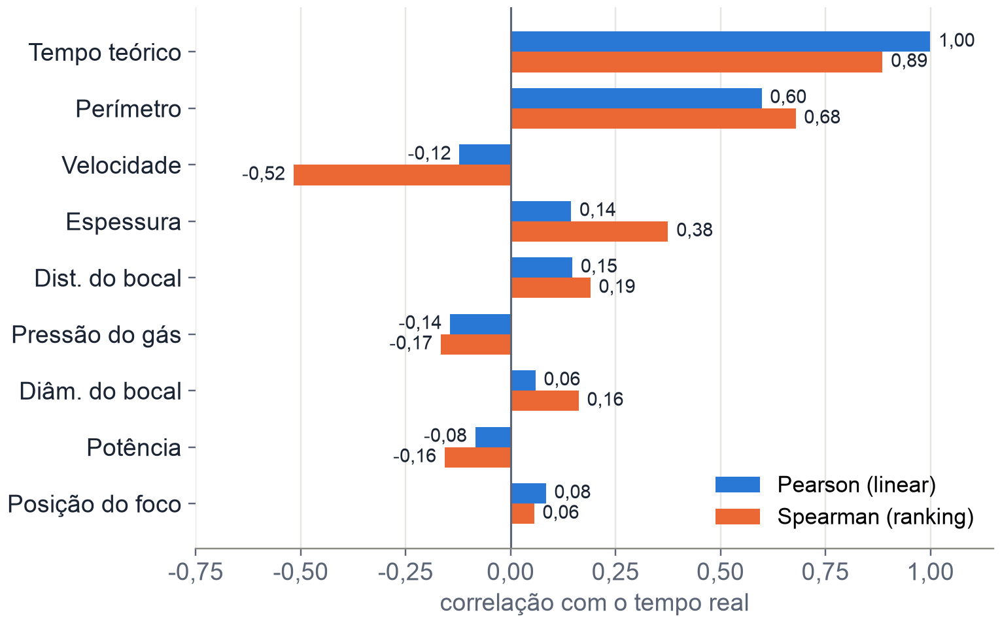 Tempo teórico
1,00
0,89
Perímetro
0,60
0,68
Velocidade
-0,12
-0,52
Espessura
0,14
0,38
Dist. do bocal
0,15
0,19
Pressão do gás
-0,14
-0,17
Diâm. do bocal
0,06
0,16
Potência
-0,08
-0,16
Posição do foco
0,08
0,06
Pearson (linear)
Spearman (ranking)
-0,75 -0,50 -0,25 0,00 0,25 0,50 0,75 1,00
correlação com o tempo real